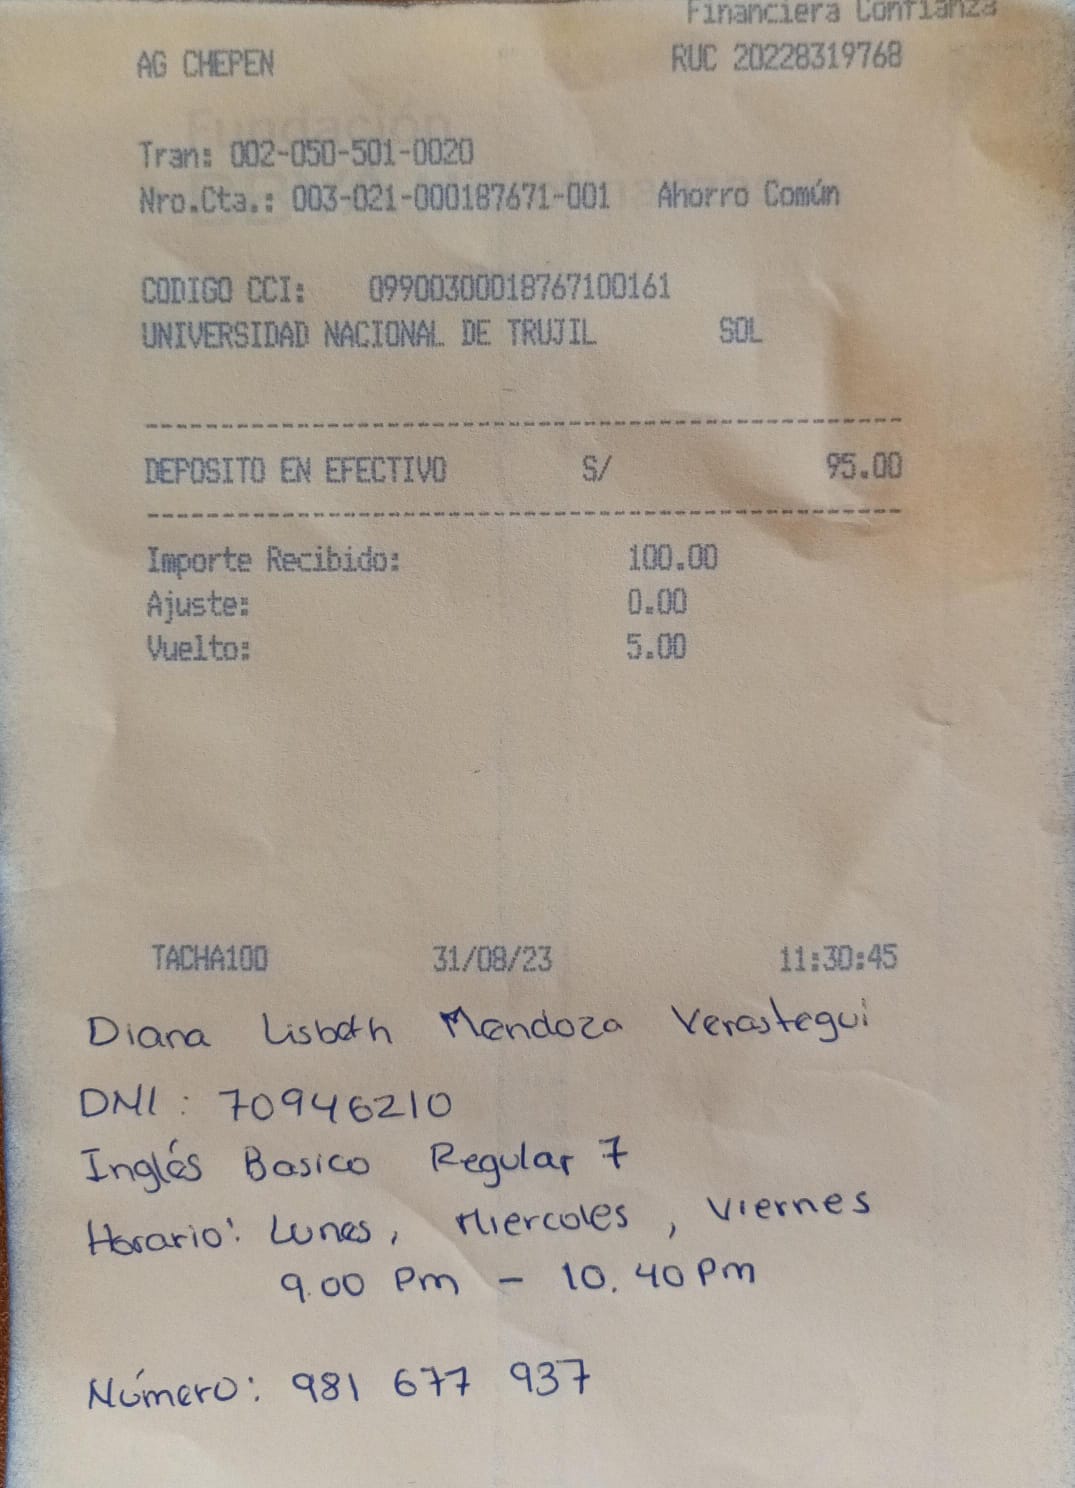 Financiera Confianza
AG CHEPEN RUC 20228319768
Fundación
Tran: 002-050-501-0020
Nro.Cta.: 003-021-000187671-001 Ahorro Común
CODIGO CCI: 09900300018767100161
UNIVERSIDAD NACIONAL DE TRUJIL SOL
DEPOSITO EN EFECTIVO S/ 95.00
Importe Recibido: 100.00
Ajuste: 0.00
Vuelto: 5.00
TACHA100 31/08/23 11:30:45
Diana Lisbeth Mendoza Verastegui
DNI: 70946210
Inglés Basico Regular 7
Horario: Lunes, Miercoles, Viernes
9.00 Pm - 10.40 Pm
Número: 981 677 937